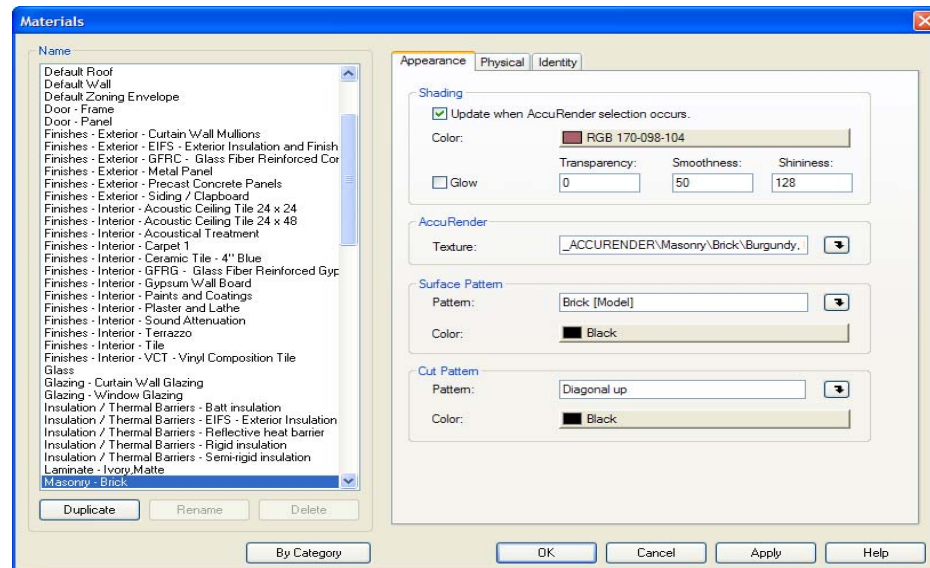 Materials
Name
Default Roof
Default Wall
Default Zoning Envelope
Door - Frame
Door - Panel
Finishes - Exterior - Curtain Wall Mullions
Finishes - Exterior - EIFS - Exterior Insulation and Finish
Finishes - Exterior - GFRC - Glass Fiber Reinforced Cor
Finishes - Exterior - Metal Panel
Finishes - Exterior - Precast Concrete Panels
Finishes - Exterior - Siding / Clapboard
Finishes - Interior - Acoustic Ceiling Tile 24 x 24
Finishes - Interior - Acoustic Ceiling Tile 24 x 48
Finishes - Interior - Acoustical Treatment
Finishes - Interior - Carpet 1
Finishes - Interior - Ceramic Tile - 4" Blue
Finishes - Interior - GFRG - Glass Fiber Reinforced Gyp
Finishes - Interior - Gypsum Wall Board
Finishes - Interior - Paints and Coatings
Finishes - Interior - Plaster and Lathe
Finishes - Interior - Sound Attenuation
Finishes - Interior - Terrazzo
Finishes - Interior - Tile
Finishes - Interior - VCT - Vinyl Composition Tile
Glass
Glazing - Curtain Wall Glazing
Glazing - Window Glazing
Insulation / Thermal Barriers - Batt insulation
Insulation / Thermal Barriers - EIFS - Exterior Insulation
Insulation / Thermal Barriers - Reflective heat barrier
Insulation / Thermal Barriers - Rigid insulation
Insulation / Thermal Barriers - Semi-rigid insulation
Laminate - Ivory,Matte
Masonry - Brick
Duplicate Rename Delete
By Category
Appearance Physical Identity
Shading
Update when AccuRender selection occurs.
Color: RGB 170-098-104
Transparency: Smoothness: Shininess:
Glow 0 50 128
AccuRender
Texture: _ACCURENDER\Masonry\Brick\Burgundy,
Surface Pattern
Pattern: Brick [Model]
Color: Black
Cut Pattern
Pattern: Diagonal up
Color: Black
OK Cancel Apply Help